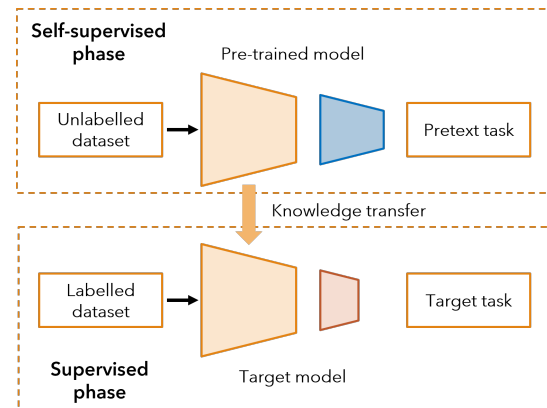 Self-supervised
phase
Pre-trained model
Unlabelled
dataset
Pretext task
Knowledge transfer
Labelled
dataset
Target task
Supervised
phase
Target model